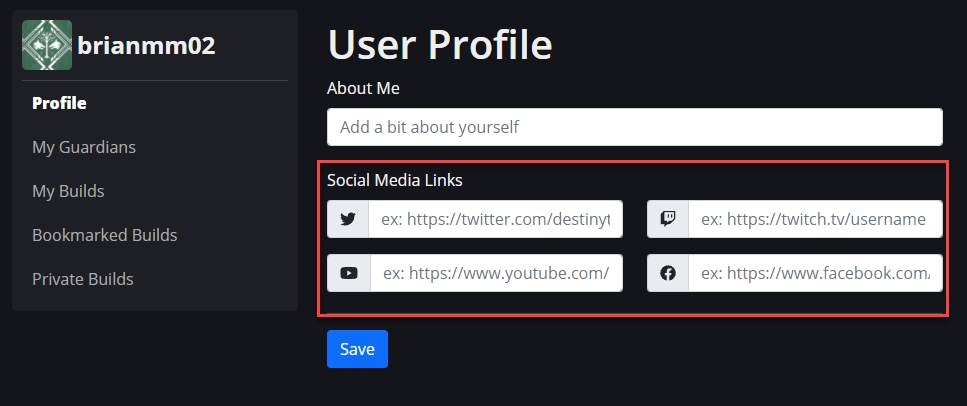 brianmm02
Profile
My Guardians
My Builds
Bookmarked Builds
Private Builds
User Profile
About Me
Add a bit about yourself
Social Media Links
ex: https://twitter.com/destinyt
ex: https://twitch.tv/username
ex: https://www.youtube.com/
ex: https://www.facebook.com/
Save